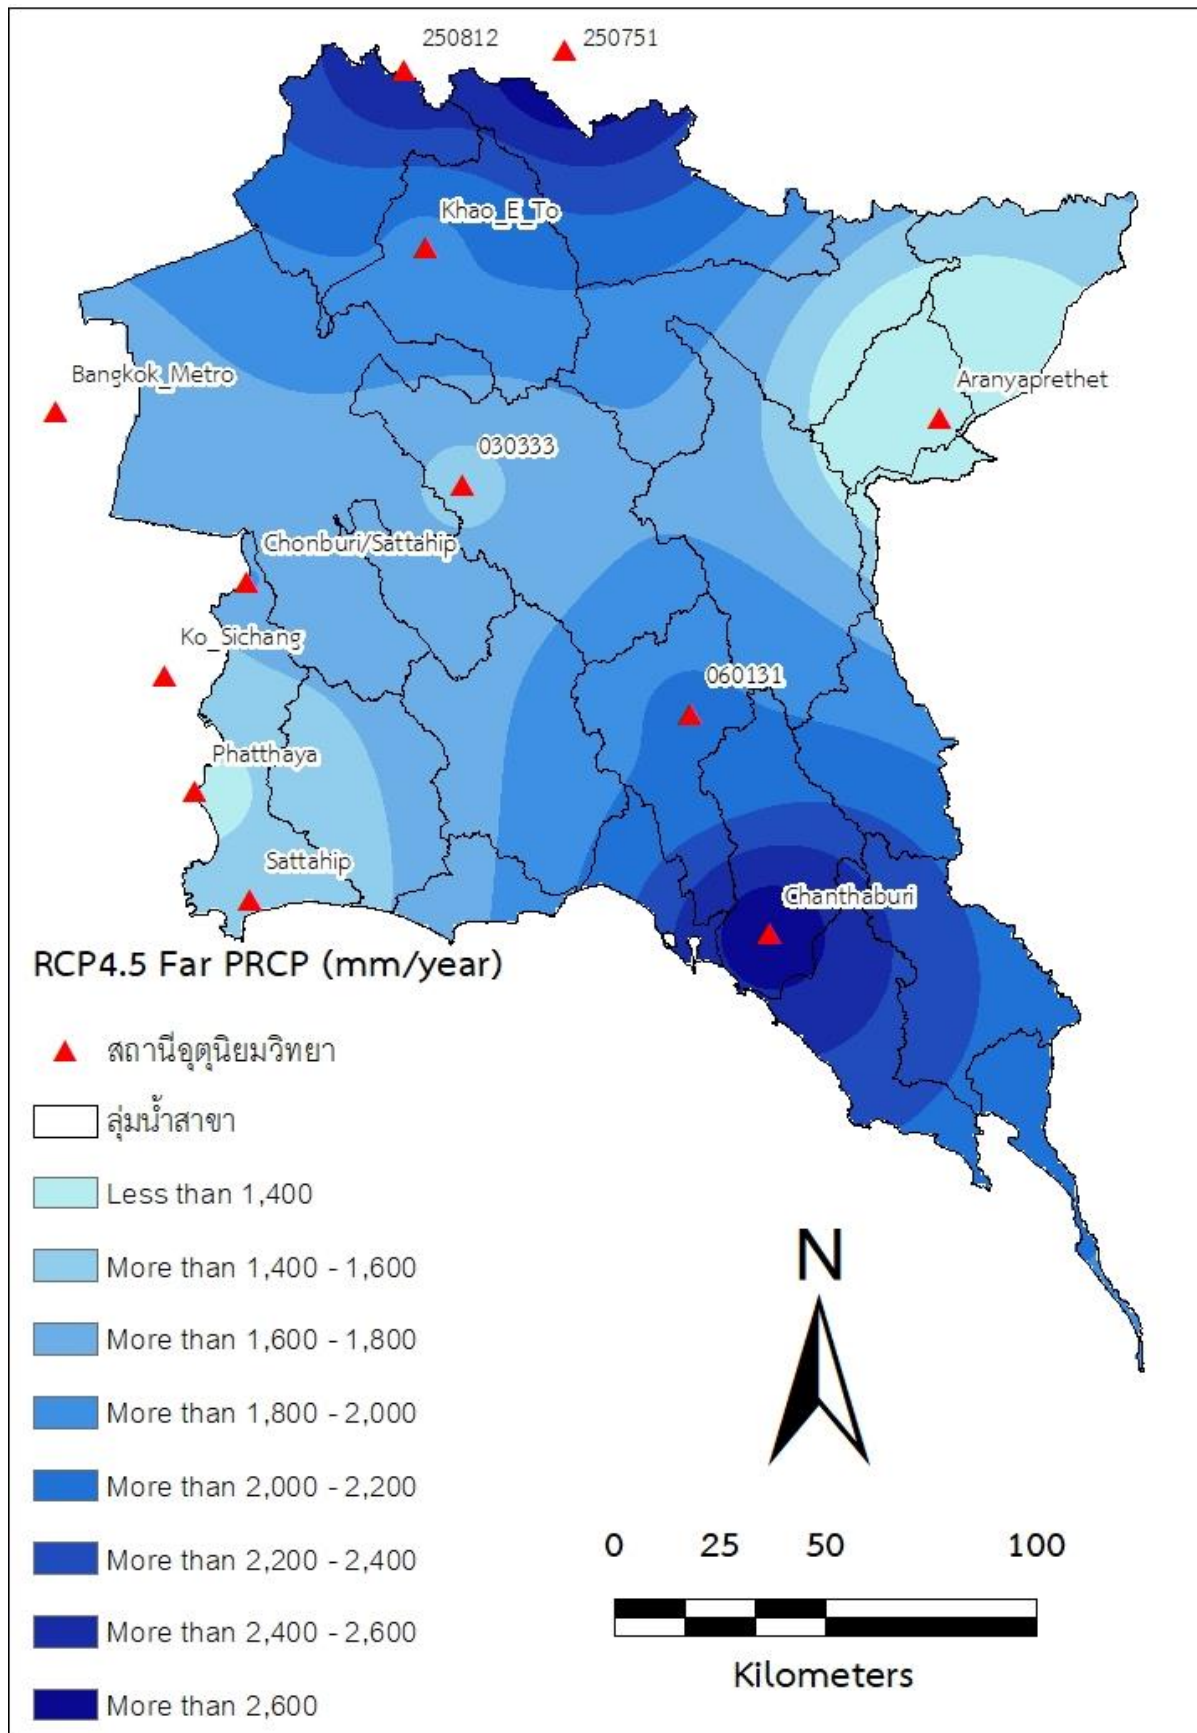 250812
250751
Khao_E_To
Bangkok_Metro
Aranyaprethet
030333
Chonburi/Sattahip
Ko_Sichang
060131
Phatthaya
Sattahip
Chanthaburi
RCP4.5 Far PRCP (mm/year)
สถานีอุตุนิยมวิทยา
ลุ่มน้ำสาขา
Less than 1,400
More than 1,400 - 1,600
More than 1,600 - 1,800
More than 1,800 - 2,000
More than 2,000 - 2,200
More than 2,200 - 2,400
More than 2,400 - 2,600
More than 2,600
N
0 25 50 100
Kilometers